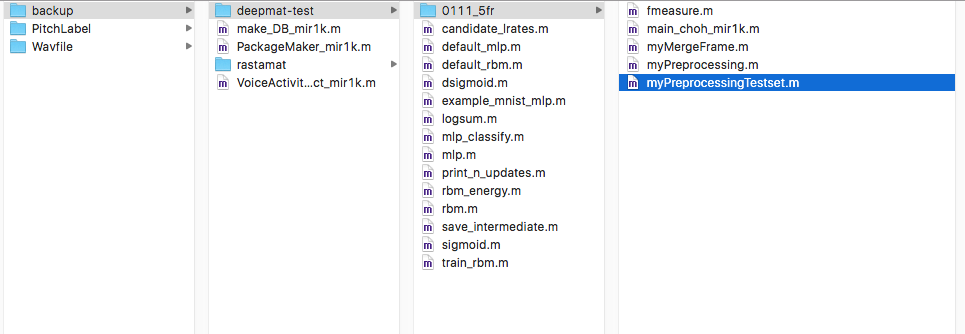 backup
PitchLabel
Wavfile
deepmat-test
make_DB_mir1k.m
PackageMaker_mir1k.m
rastamat
VoiceActivit...ct_mir1k.m
0111_5fr
candidate_lrates.m
default_mlp.m
default_rbm.m
dsigmoid.m
example_mnist_mlp.m
logsum.m
mlp_classify.m
mlp.m
print_n_updates.m
rbm_energy.m
rbm.m
save_intermediate.m
sigmoid.m
train_rbm.m
fmeasure.m
main_choh_mir1k.m
myMergeFrame.m
myPreprocessing.m
myPreprocessingTestset.m